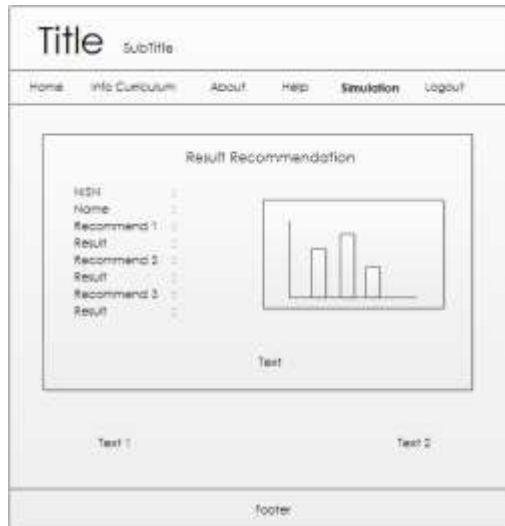 Title SubTitle
Home Info Curriculum About Help Simulation Logout
Result Recommendation
NISN :
Name :
Recommend 1 :
Result :
Recommend 2 :
Result :
Recommend 3 :
Result :
Text
Text 1 Text 2
Footer